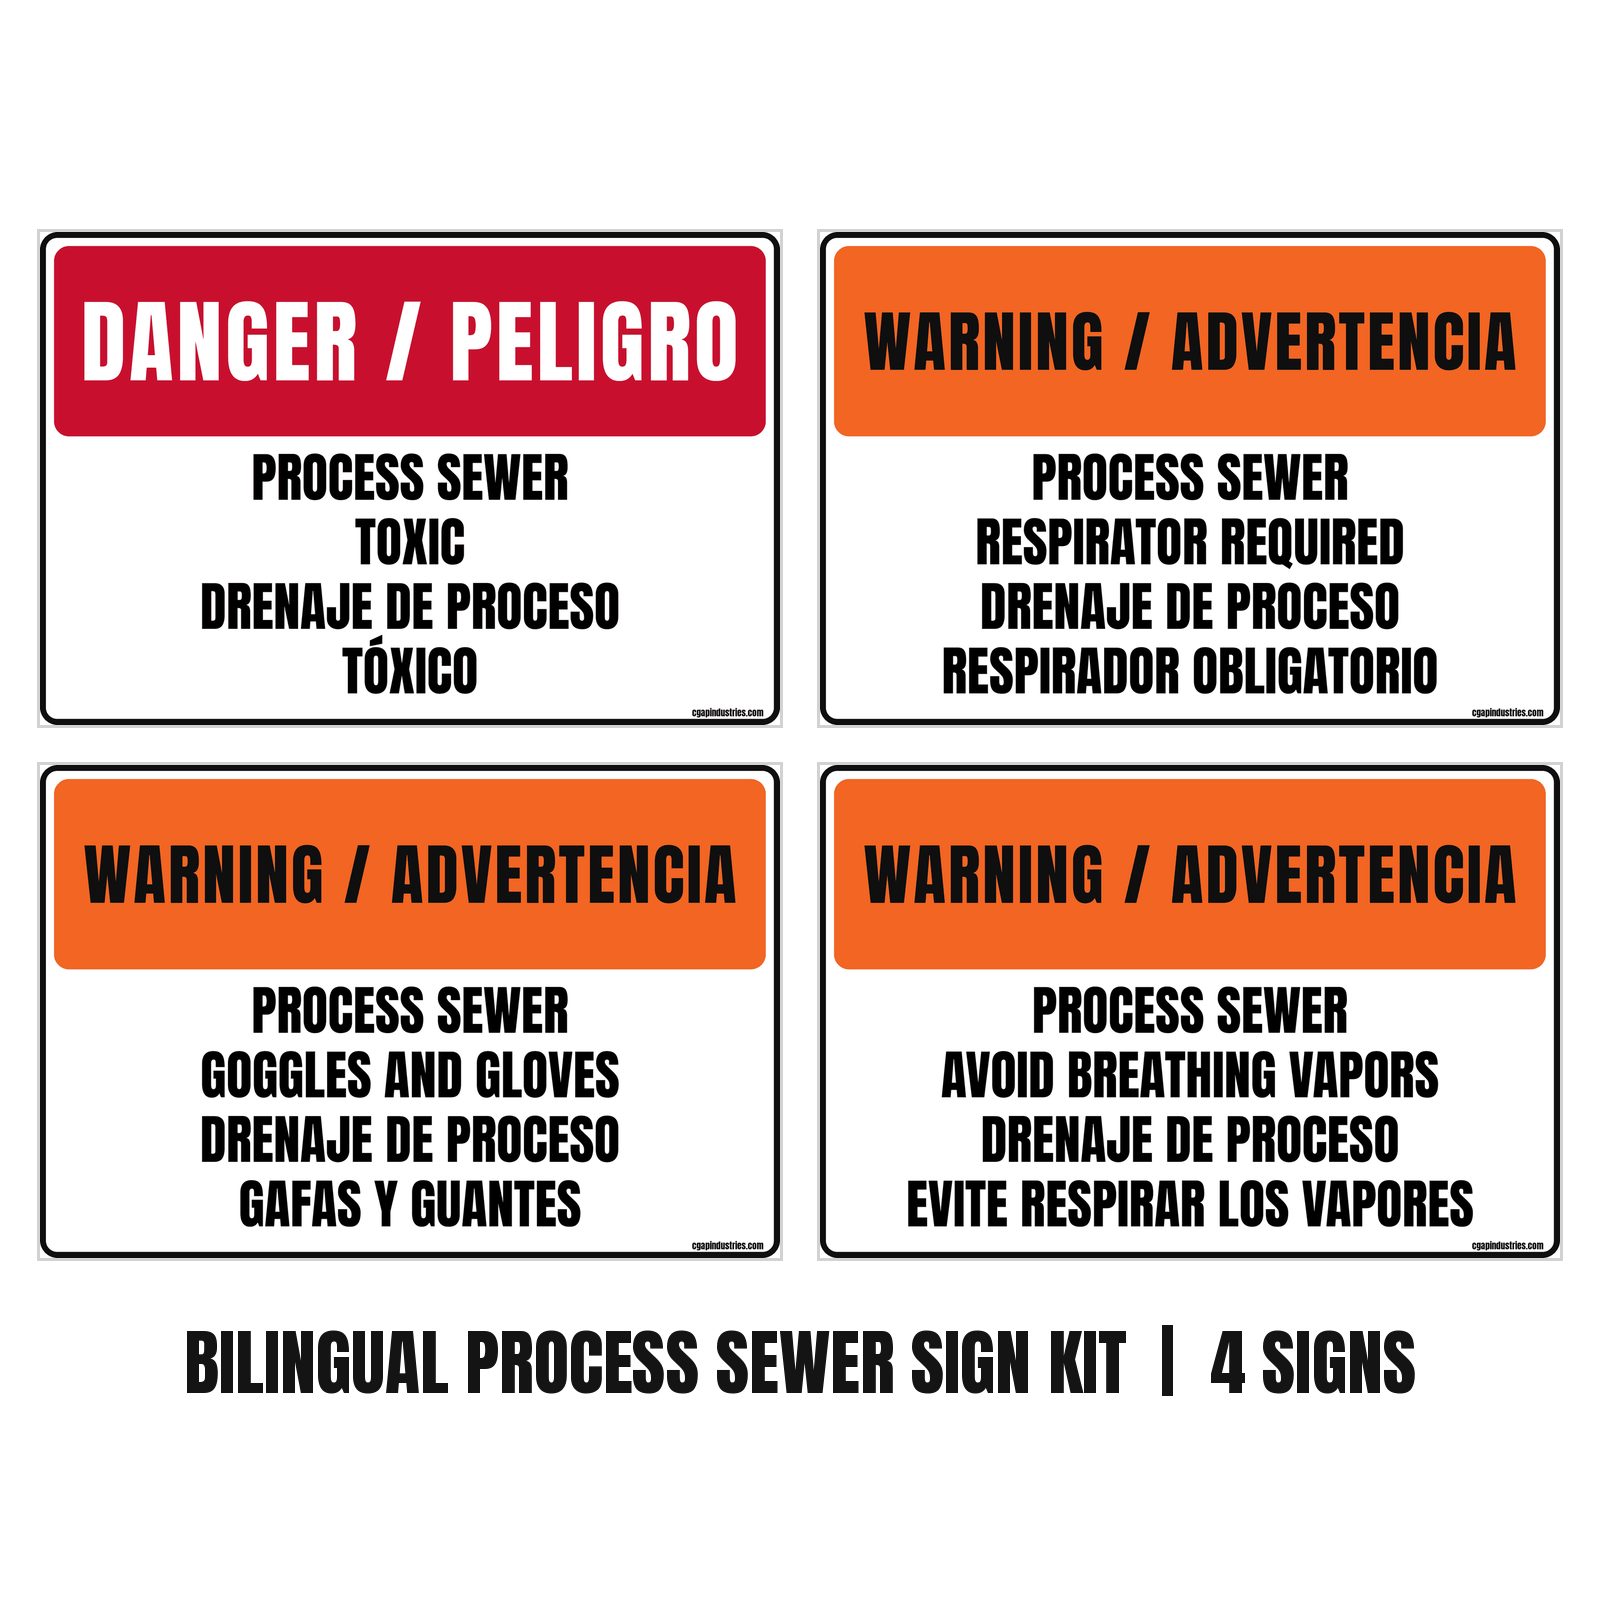 DANGER / PELIGRO
PROCESS SEWER
TOXIC
DRENAJE DE PROCESO
TÓXICO
cgapindustries.com
WARNING / ADVERTENCIA
PROCESS SEWER
RESPIRATOR REQUIRED
DRENAJE DE PROCESO
RESPIRADOR OBLIGATORIO
cgapindustries.com
WARNING / ADVERTENCIA
PROCESS SEWER
GOGGLES AND GLOVES
DRENAJE DE PROCESO
GAFAS Y GUANTES
cgapindustries.com
WARNING / ADVERTENCIA
PROCESS SEWER
AVOID BREATHING VAPORS
DRENAJE DE PROCESO
EVITE RESPIRAR LOS VAPORES
cgapindustries.com
BILINGUAL PROCESS SEWER SIGN KIT | 4 SIGNS